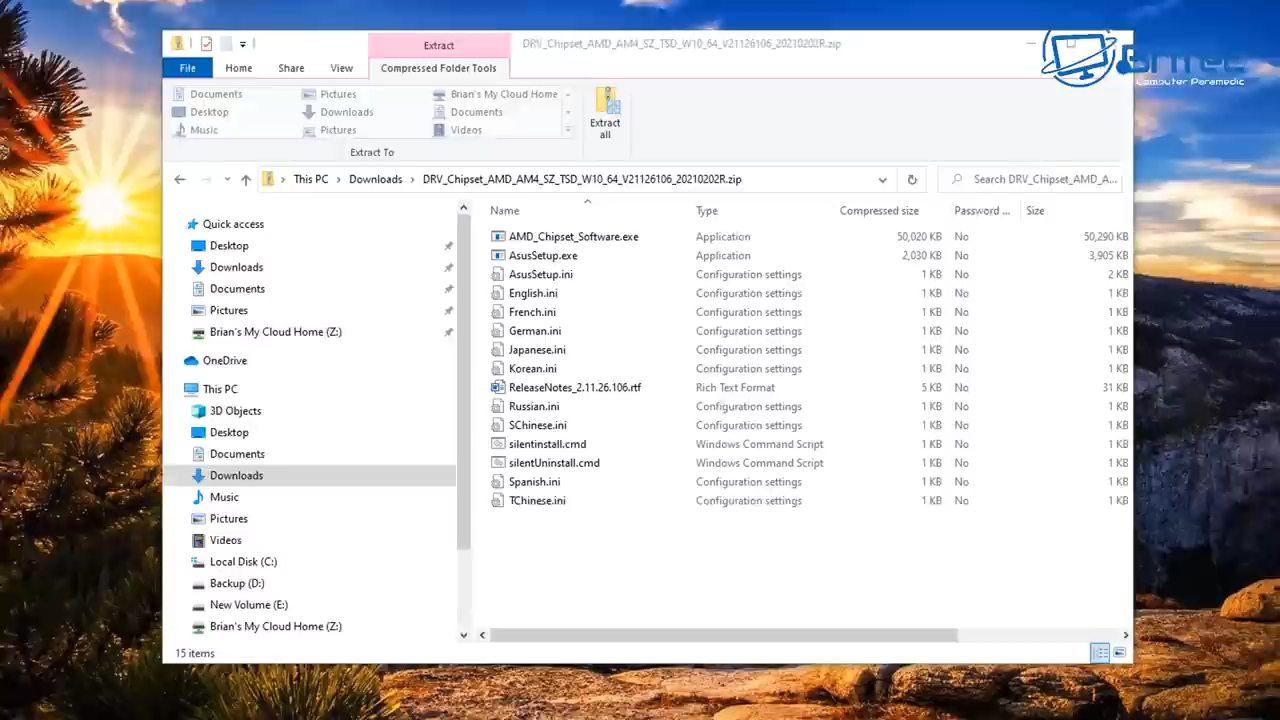 Extract
DRV_Chipset_AMD_AM4_SZ_TSD_W10_64_V21126106_20210202R.zip
File
Home
Share
View
Compressed Folder Tools
Documents
Pictures
Brian's My Cloud Home
Desktop
Downloads
Documents
Music
Pictures
Videos
Extract To
Extract
all
Computer Paramedic
This PC > Downloads > DRV_Chipset_AMD_AM4_SZ_TSD_W10_64_V21126106_20210202R.zip
Search DRV_Chipset_AMD_A...
Quick access
Desktop
Downloads
Documents
Pictures
Brian's My Cloud Home (Z:)
OneDrive
This PC
3D Objects
Desktop
Documents
Downloads
Music
Pictures
Videos
Local Disk (C:)
Backup (D:)
New Volume (E:)
Brian's My Cloud Home (Z:)
Name Type Compressed size Password ... Size
AMD_Chipset_Software.exe Application 50,020 KB No 50,290 KB
AsusSetup.exe Application 2,030 KB No 3,905 KB
AsusSetup.ini Configuration settings 1 KB No 2 KB
English.ini Configuration settings 1 KB No 1 KB
French.ini Configuration settings 1 KB No 1 KB
German.ini Configuration settings 1 KB No 1 KB
Japanese.ini Configuration settings 1 KB No 1 KB
Korean.ini Configuration settings 1 KB No 1 KB
ReleaseNotes_2.11.26.106.rtf Rich Text Format 5 KB No 31 KB
Russian.ini Configuration settings 1 KB No 1 KB
SChinese.ini Configuration settings 1 KB No 1 KB
silentinstall.cmd Windows Command Script 1 KB No 1 KB
silentUninstall.cmd Windows Command Script 1 KB No 1 KB
Spanish.ini Configuration settings 1 KB No 1 KB
TChinese.ini Configuration settings 1 KB No 1 KB
15 items